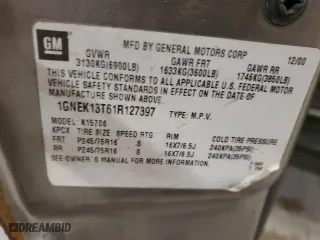 GM
MFD BY GENERAL MOTORS CORP 12/00
GVWR GAWR FRT GAWR RR
3130KG(6900LB) 1633KG(3600LB) 1746KG(3850LB)
THIS VEHICLE CONFORMS TO ALL APPLICABLE U.S. FEDERAL MOTOR
VEHICLE SAFETY STANDARDS IN EFFECT ON THE DATE OF
MANUFACTURE SHOWN ABOVE.
1GNEK13T61R127397 TYPE: M.P.V.
MODEL: K15706
KPCX TIRE SIZE SPEED RTG RIM COLD TIRE PRESSURE
FRT P245/75R16 S 16X7/6.5J 240KPA(35PSI)
RR P245/75R16 S 16X7/6.5J 240KPA(35PSI)
SEE OWNER'S MANUAL FOR ADDITIONAL INFORMATION.
DREAMBID